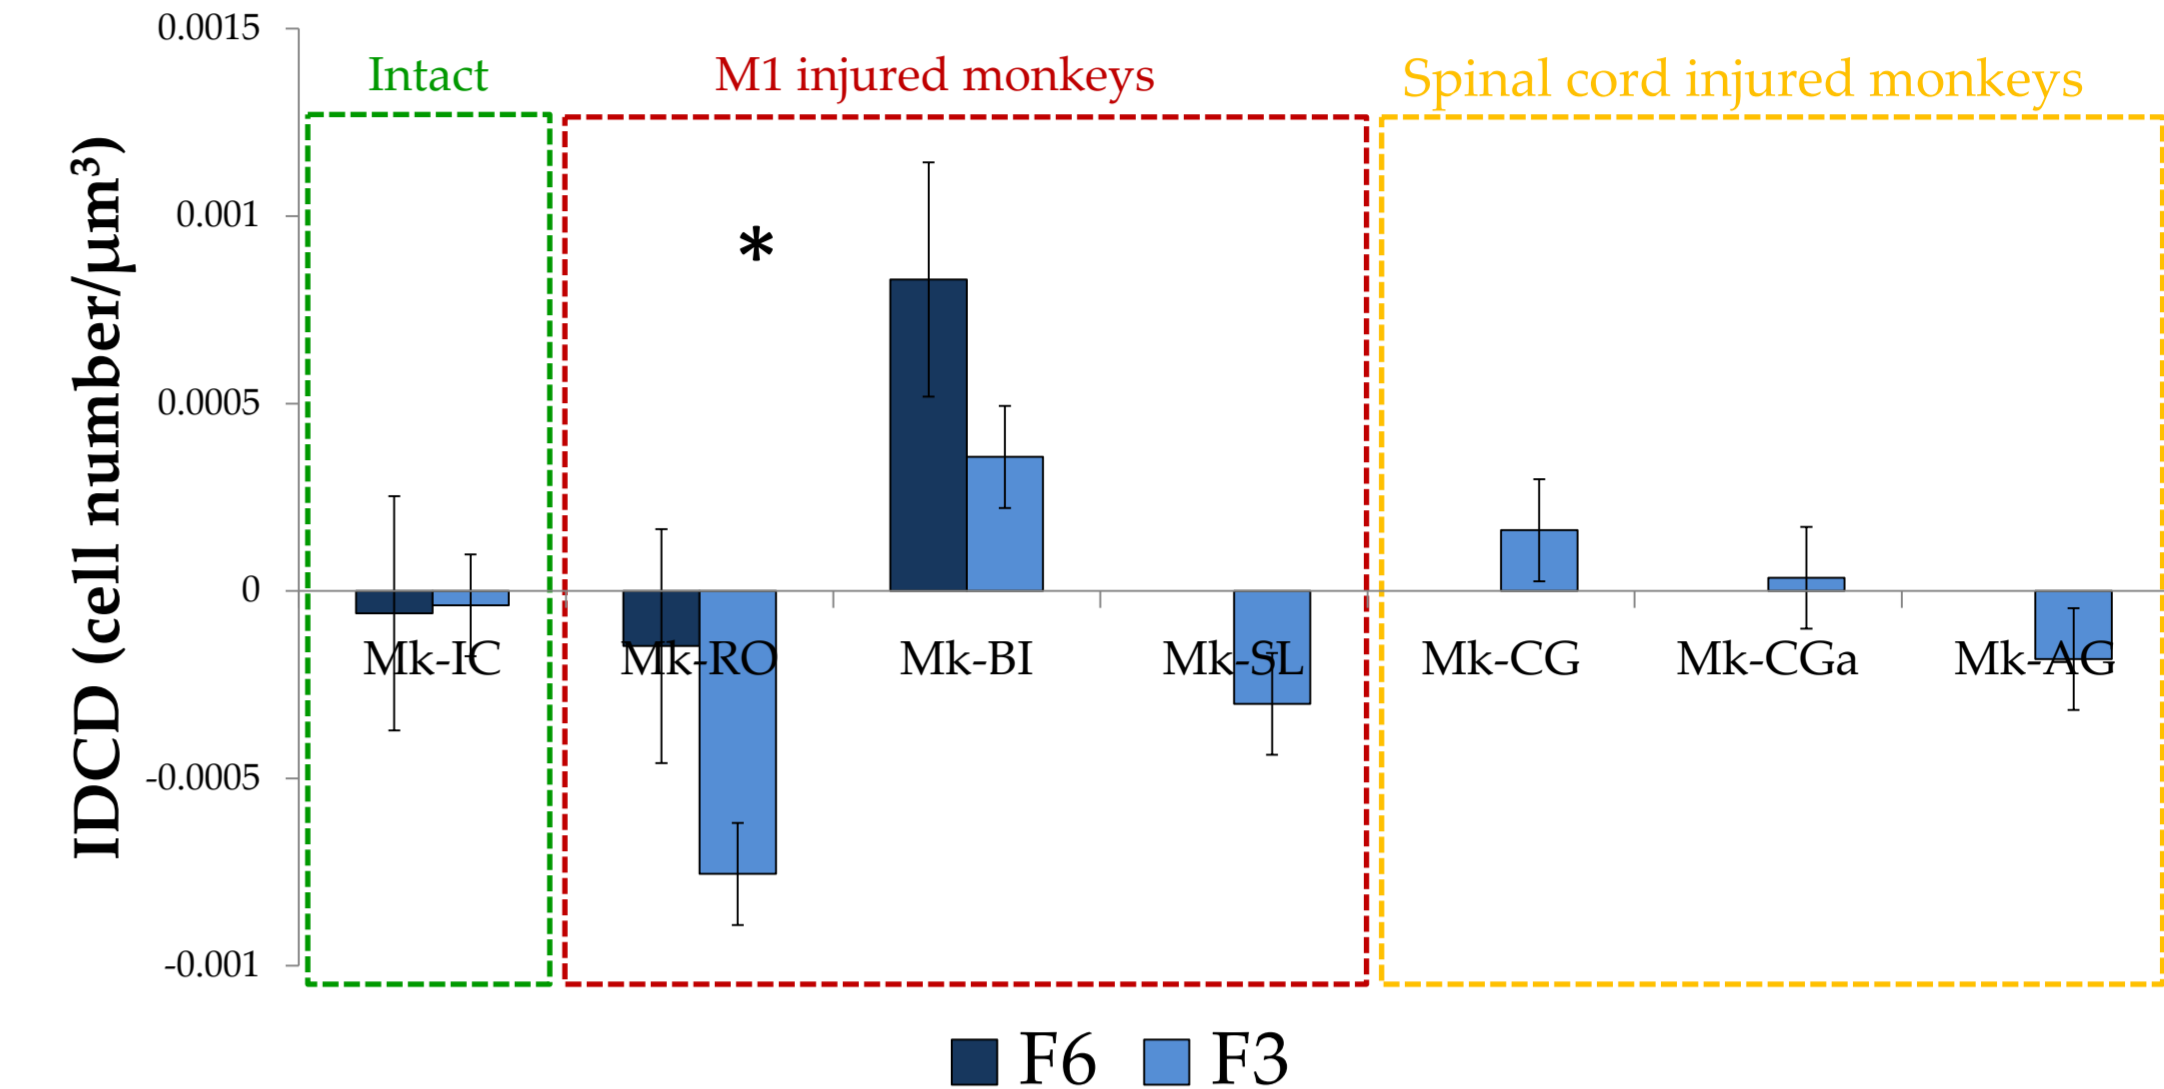 0.0015
Intact
M1 injured monkeys
Spinal cord injured monkeys
0.001
*
0.0005
0
Mk-IC
Mk-RO
Mk-BI
Mk-SL
Mk-CG
Mk-CGa
Mk-AG
-0.0005
-0.001
IDCD (cell number/µm³)
F6
F3